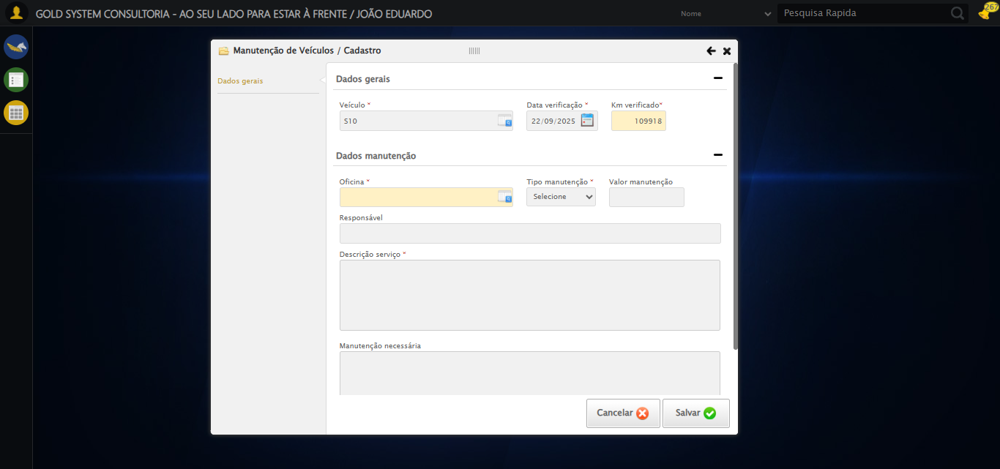 GOLD SYSTEM CONSULTORIA - AO SEU LADO PARA ESTAR À FRENTE / JOÃO EDUARDO
Nome
Pesquisa Rapida
267
Manutenção de Veículos / Cadastro
Dados gerais
Dados gerais
Veículo *
Data verificação *
Km verificado*
S10
22/09/2025
109918
Dados manutenção
Oficina *
Tipo manutenção *
Valor manutenção
Selecione
Responsável
Descrição serviço *
Manutenção necessária
Cancelar
Salvar